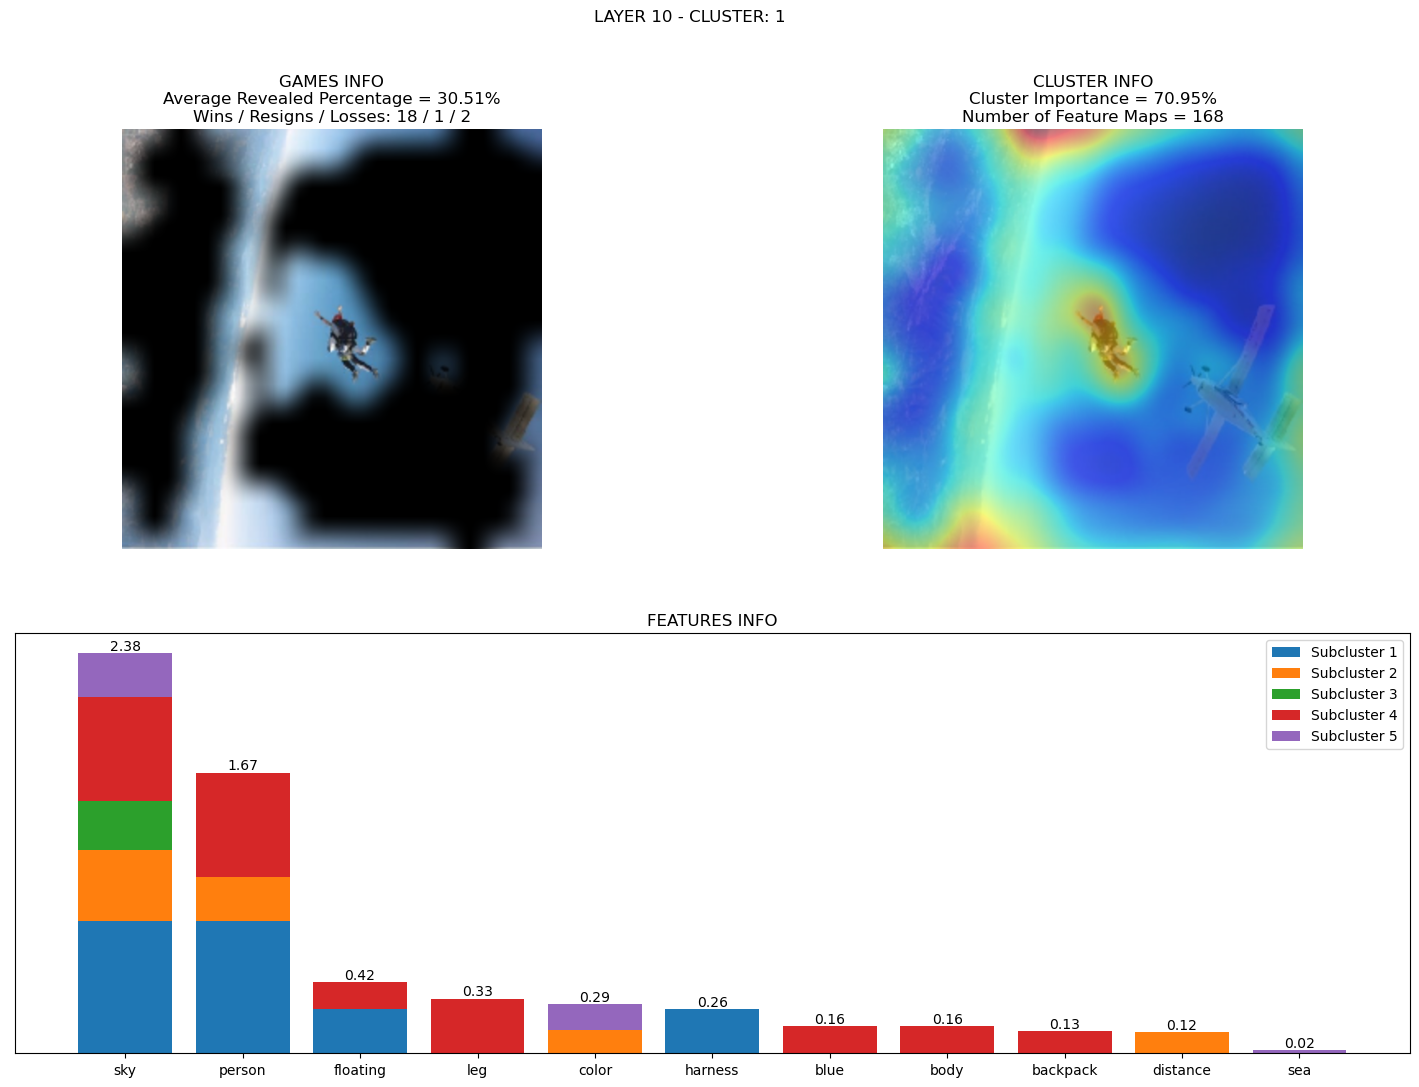 LAYER 10 - CLUSTER: 1
GAMES INFO
Average Revealed Percentage = 30.51%
Wins / Resigns / Losses: 18 / 1 / 2
CLUSTER INFO
Cluster Importance = 70.95%
Number of Feature Maps = 168
FEATURES INFO
Subcluster 1
Subcluster 2
Subcluster 3
Subcluster 4
Subcluster 5
2.38
1.67
0.42
0.33
0.29
0.26
0.16
0.16
0.13
0.12
0.02
sky
person
floating
leg
color
harness
blue
body
backpack
distance
sea